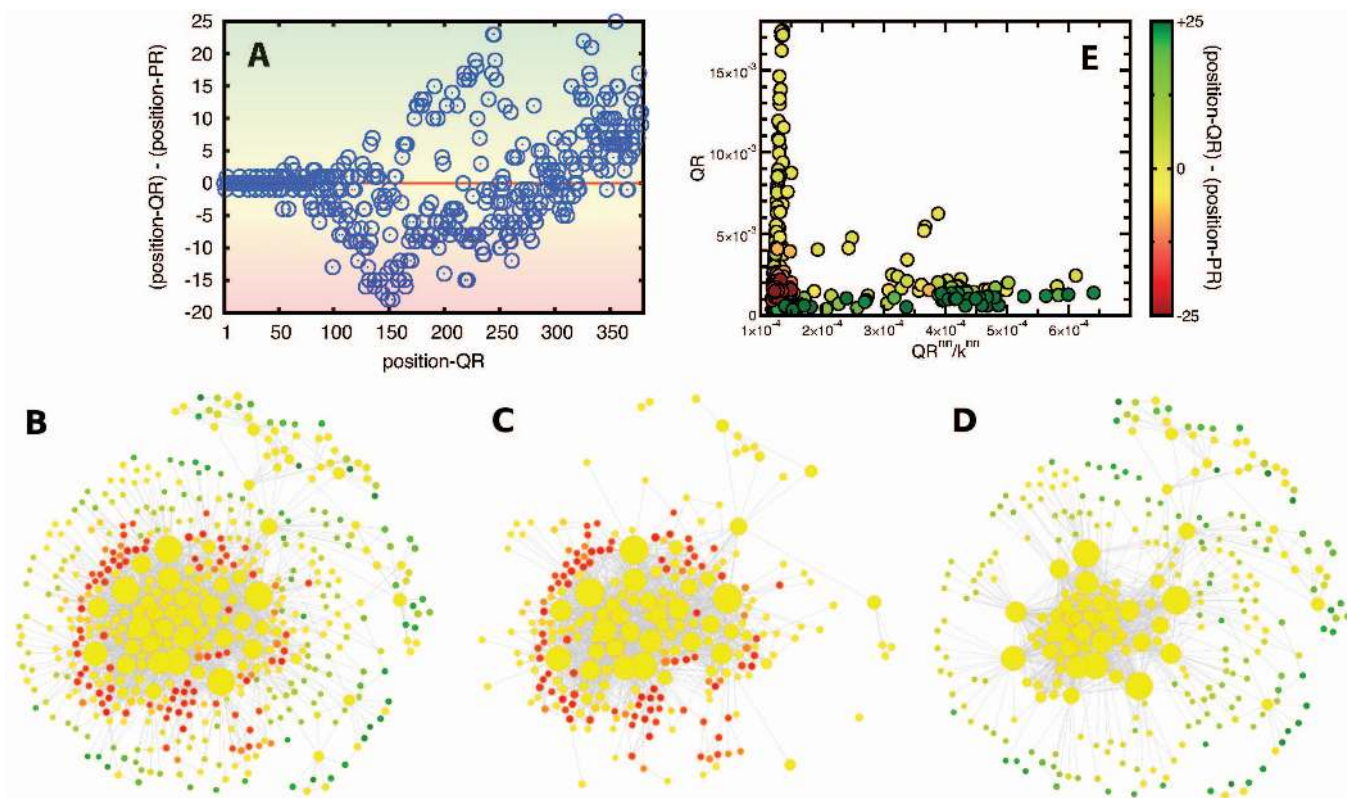 A
(position-QR) - (position-PR)
25
20
15
10
5
0
-5
-10
-15
-20
1 50 100 150 200 250 300 350
position-QR
E
QR
15×10⁻³
10×10⁻³
5×10⁻³
0
1×10⁻⁴ 2×10⁻⁴ 3×10⁻⁴ 4×10⁻⁴ 5×10⁻⁴ 6×10⁻⁴
QRⁿⁿ/kⁿⁿ
+25
0
-25
(position-QR) - (position-PR)
B
C
D